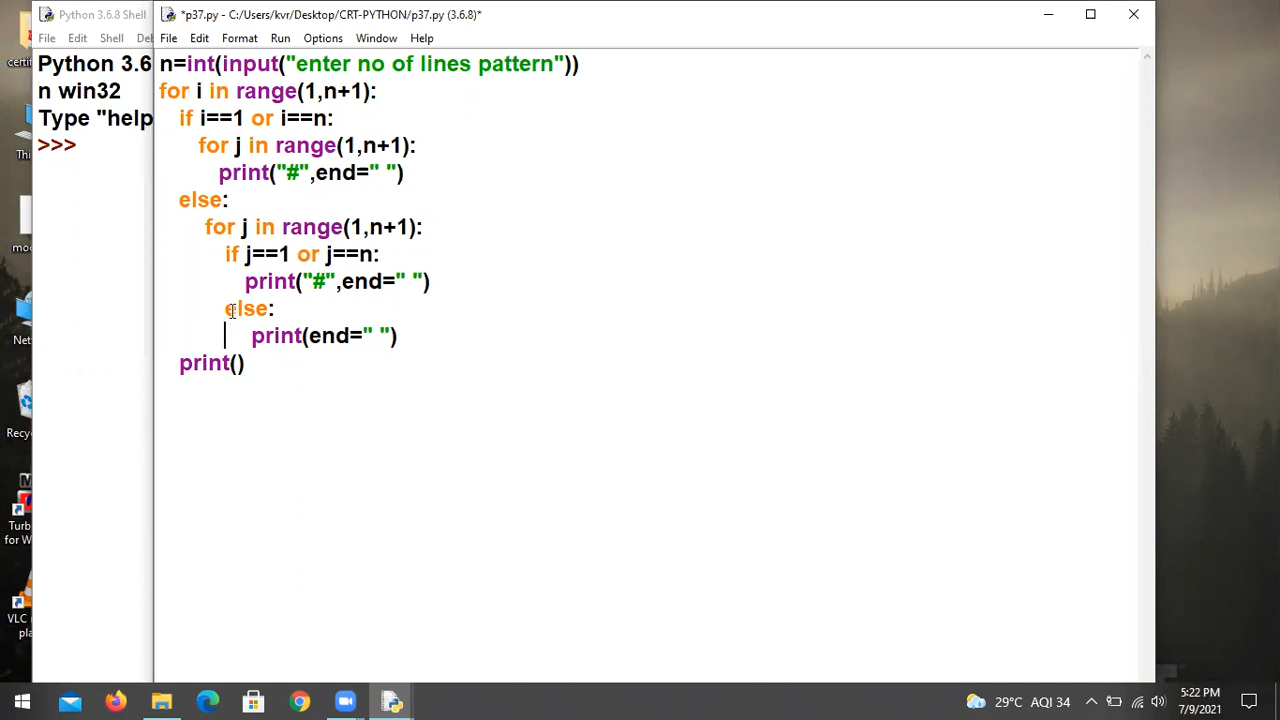 Python 3.6.8 Shell
File Edit Shell
Python 3.6
n win32
Type "help
>>>
*p37.py - C:/Users/kvr/Desktop/CRT-PYTHON/p37.py (3.6.8)*
File Edit Format Run Options Window Help
n=int(input("enter no of lines pattern"))
for i in range(1,n+1):
if i==1 or i==n:
for j in range(1,n+1):
print("#",end=" ")
else:
for j in range(1,n+1):
if j==1 or j==n:
print("#",end=" ")
else:
print(end=" ")
print()
29°C AQI 34
5:22 PM
7/9/2021